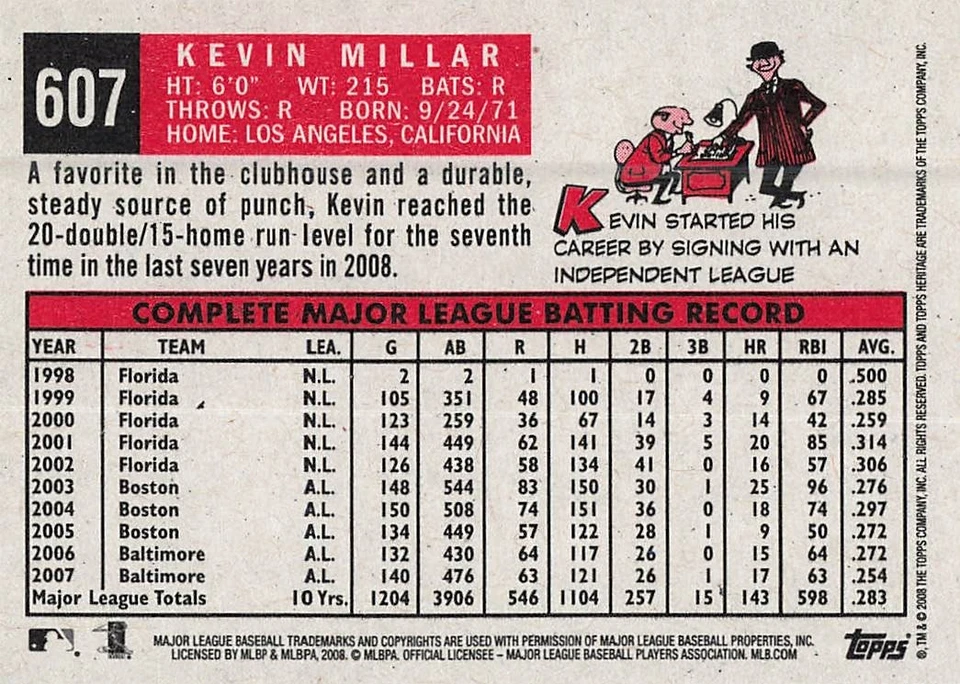 607
KEVIN MILLAR
HT: 6'0" WT: 215 BATS: R
THROWS: R BORN: 9/24/71
HOME: LOS ANGELES, CALIFORNIA
A favorite in the clubhouse and a durable,
steady source of punch, Kevin reached the
20-double/15-home run level for the seventh
time in the last seven years in 2008.
KEVIN STARTED HIS
CAREER BY SIGNING WITH AN
INDEPENDENT LEAGUE
COMPLETE MAJOR LEAGUE BATTING RECORD
YEAR TEAM LEA. G AB R H 2B 3B HR RBI AVG.
1998 Florida N.L. 2 2 1 1 0 0 0 0 .500
1999 Florida N.L. 105 351 48 100 17 4 9 67 .285
2000 Florida N.L. 123 259 36 67 14 3 14 42 .259
2001 Florida N.L. 144 449 62 141 39 5 20 85 .314
2002 Florida N.L. 126 438 58 134 41 0 16 57 .306
2003 Boston A.L. 148 544 83 150 30 1 25 96 .276
2004 Boston A.L. 150 508 74 151 36 0 18 74 .297
2005 Boston A.L. 134 449 57 122 28 1 9 50 .272
2006 Baltimore A.L. 132 430 64 117 26 0 15 64 .272
2007 Baltimore A.L. 140 476 63 121 26 1 17 63 .254
Major League Totals 10 Yrs. 1204 3906 546 1104 257 15 143 598 .283
MAJOR LEAGUE BASEBALL TRADEMARKS AND COPYRIGHTS ARE USED WITH PERMISSION OF MAJOR LEAGUE BASEBALL PROPERTIES, INC.
LICENSED BY MLBP & MLBPA, 2008. © MLBPA. OFFICIAL LICENSEE – MAJOR LEAGUE BASEBALL PLAYERS ASSOCIATION. MLB.COM
topps
®, TM & © 2008 THE TOPPS COMPANY, INC. ALL RIGHTS RESERVED. TOPPS AND TOPPS HERITAGE ARE TRADEMARKS OF THE TOPPS COMPANY, INC.